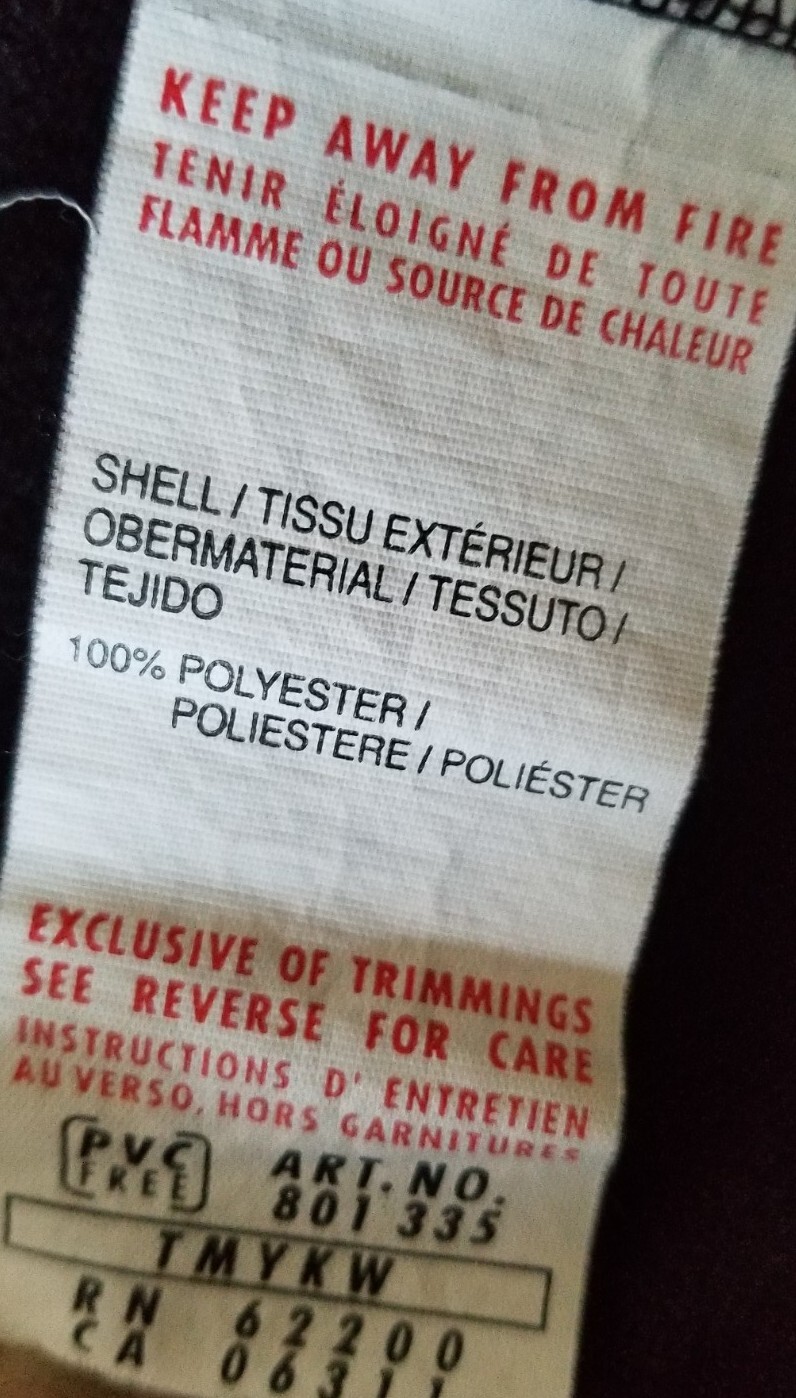 KEEP AWAY FROM FIRE
TENIR ÉLOIGNÉ DE TOUTE
FLAMME OU SOURCE DE CHALEUR
SHELL / TISSU EXTÉRIEUR /
OBERMATERIAL / TESSUTO /
TEJIDO
100% POLYESTER /
POLIESTERE / POLIÉSTER
EXCLUSIVE OF TRIMMINGS
SEE REVERSE FOR CARE
INSTRUCTIONS D' ENTRETIEN
AU VERSO, HORS GARNITURES
PVC
FREE
ART. NO.
801 335
TMYKW
RN 62200
CA 06311